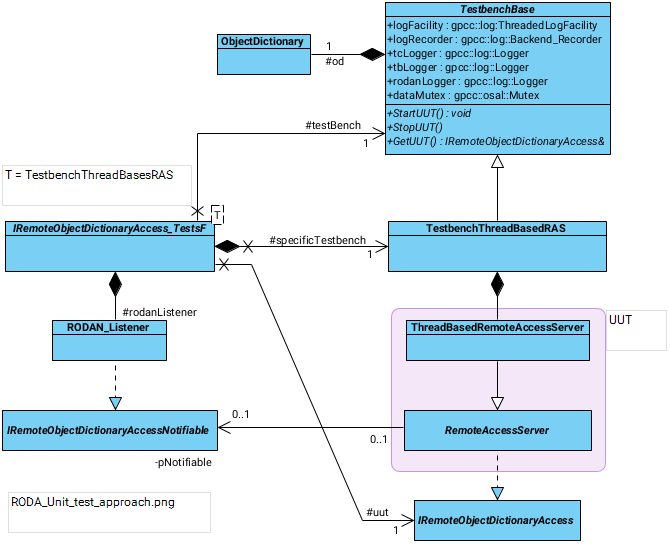 TestbenchBase
+logFacility : gpcc::log:ThreadedLogFacility
+logRecorder : gpcc::log::Backend_Recorder
+tcLogger : gpcc::log::Logger
+tbLogger : gpcc::log::Logger
+rodanLogger : gpcc::log::Logger
+dataMutex : gpcc::osal::Mutex
+StartUUT() : void
+StopUUT()
+GetUUT() : IRemoteObjectDictionaryAccess&
ObjectDictionary
1
#od
#testBench
1
T = TestbenchThreadBasesRAS
T
IRemoteObjectDictionaryAccess_TestsF
#specificTestbench
1
TestbenchThreadBasedRAS
#rodanListener
RODAN_Listener
ThreadBasedRemoteAccessServer
UUT
IRemoteObjectDictionaryAccessNotifiable
0..1
0..1
RemoteAccessServer
-pNotifiable
RODA_Unit_test_approach.png
#uut
1
IRemoteObjectDictionaryAccess